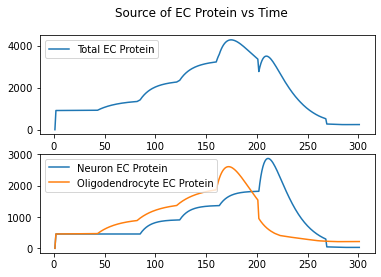 Source of EC Protein vs Time
4000
2000
0
Total EC Protein
0 50 100 150 200 250 300
3000
2000
1000
0
Neuron EC Protein
Oligodendrocyte EC Protein
0 50 100 150 200 250 300